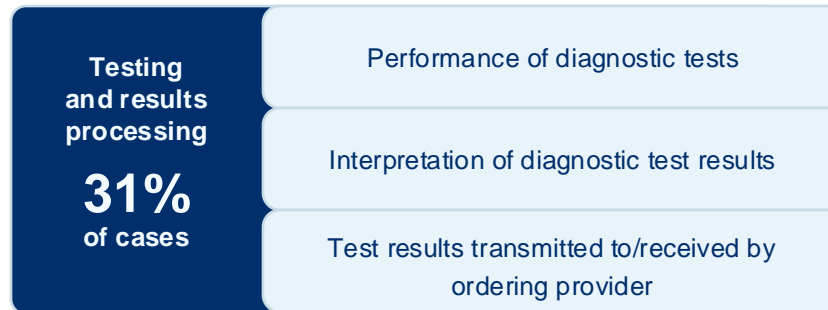 Testing
and results
processing
31%
of cases
Performance of diagnostic tests
Interpretation of diagnostic test results
Test results transmitted to/received by
ordering provider